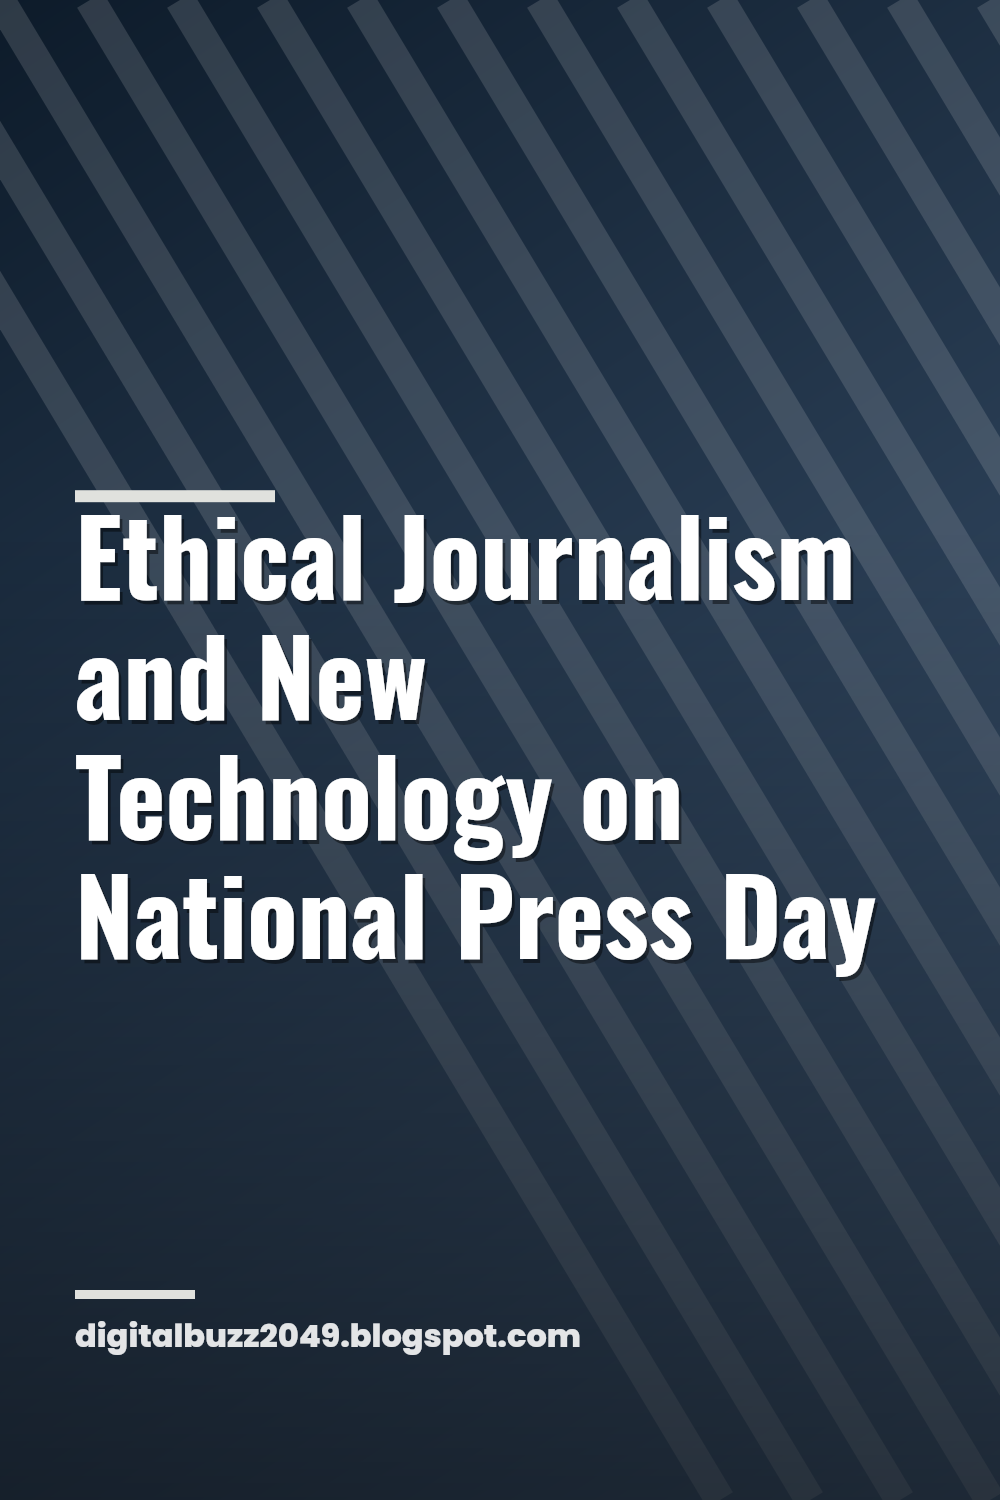 Ethical Journalism
and New
Technology on
National Press Day
digitalbuzz2049.blogspot.com